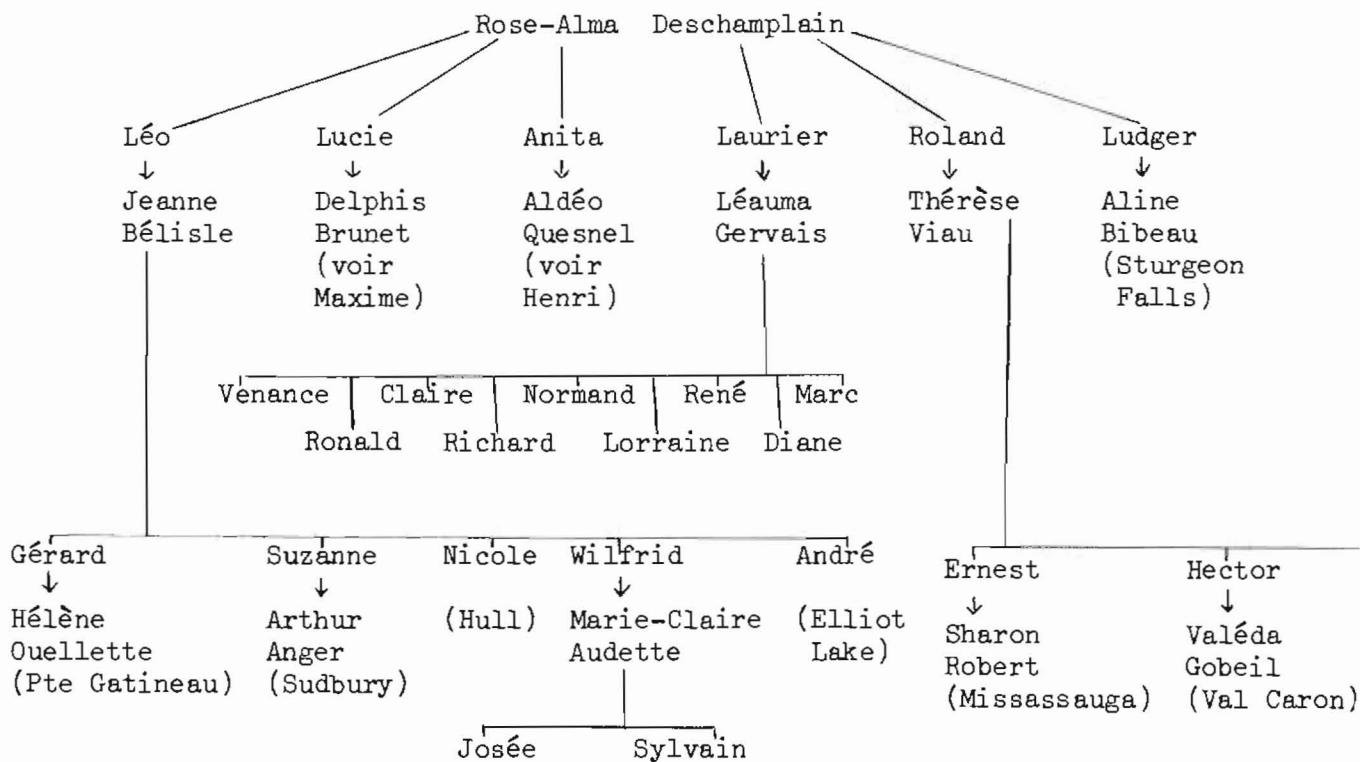 Rose-Alma Deschamplain
Léo Lucie Anita Laurier Roland Ludger
↓ ↓ ↓ ↓ ↓ ↓
Jeanne Delphis Aldéo Léauma Thérèse Aline
Bélisle Brunet Quesnel Gervais Viau Bibeau
(voir (voir (Sturgeon
Maxime) Henri) Falls)
Venance Claire Normand René Marc
Ronald Richard Lorraine Diane
Gérard Suzanne Nicole Wilfrid André Ernest Hector
↓ ↓ ↓ ↓ ↓
Hélène Arthur (Hull) Marie-Claire (Elliot Sharon Valéda
Ouellette Anger Audette Lake) Robert Gobeil
(Pte Gatineau) (Sudbury) (Missassauga) (Val Caron)
Josée Sylvain